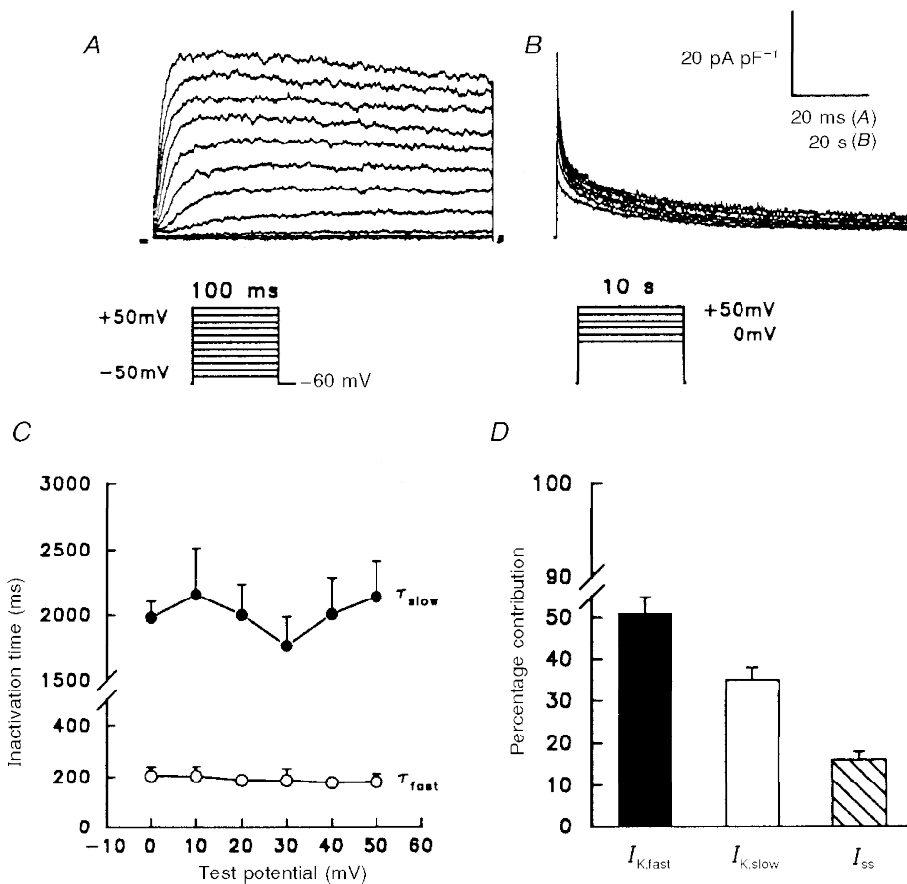 A
B
20 pA pF⁻¹
20 ms (A)
20 s (B)
100 ms
+50mV
−50mV
−60 mV
10 s
+50mV
0mV
C
3000
2500
2000
1500
400
200
0
Inactivation time (ms)
τslow
τfast
−10 0 10 20 30 40 50 60
Test potential (mV)
D
100
90
50
40
30
20
10
0
Percentage contribution
IK,fast IK,slow Iss